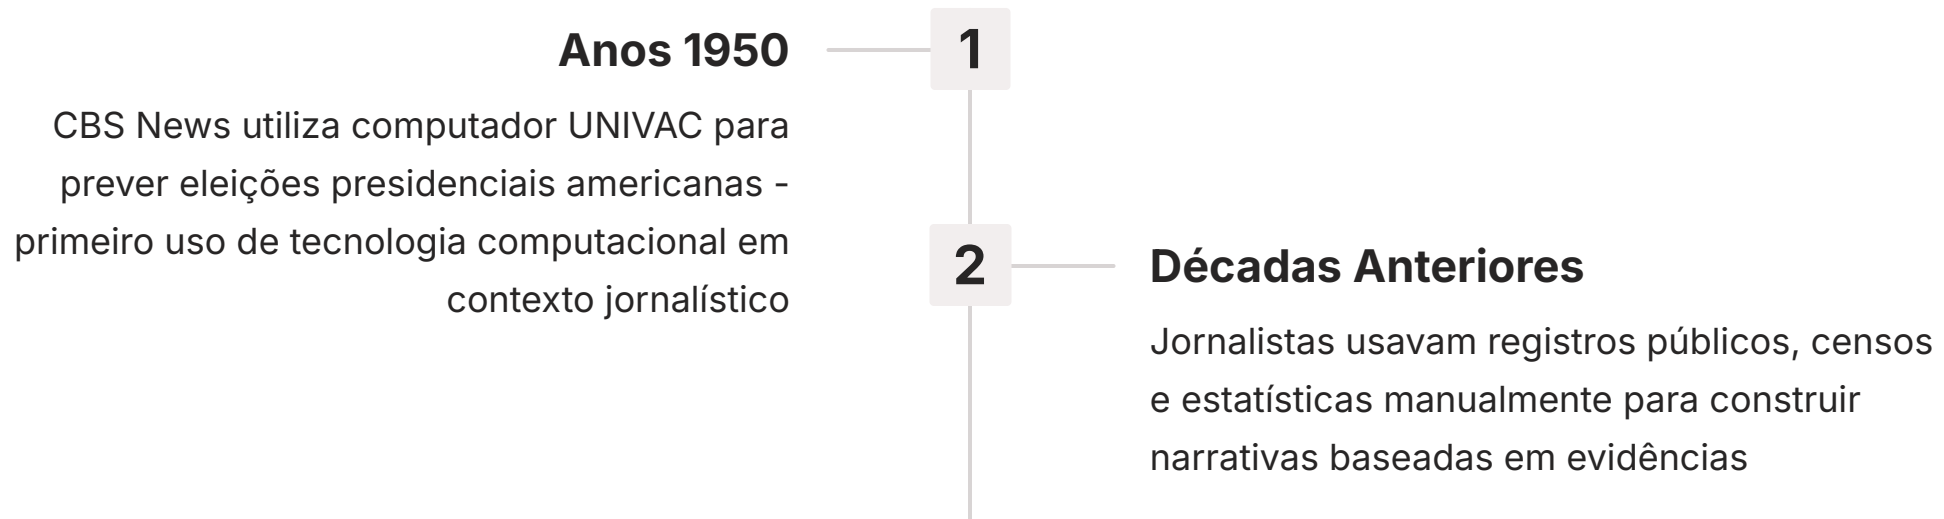 Anos 1950
1
CBS News utiliza computador UNIVAC para
prever eleições presidenciais americanas -
primeiro uso de tecnologia computacional em
contexto jornalístico
2
Décadas Anteriores
Jornalistas usavam registros públicos, censos
e estatísticas manualmente para construir
narrativas baseadas em evidências